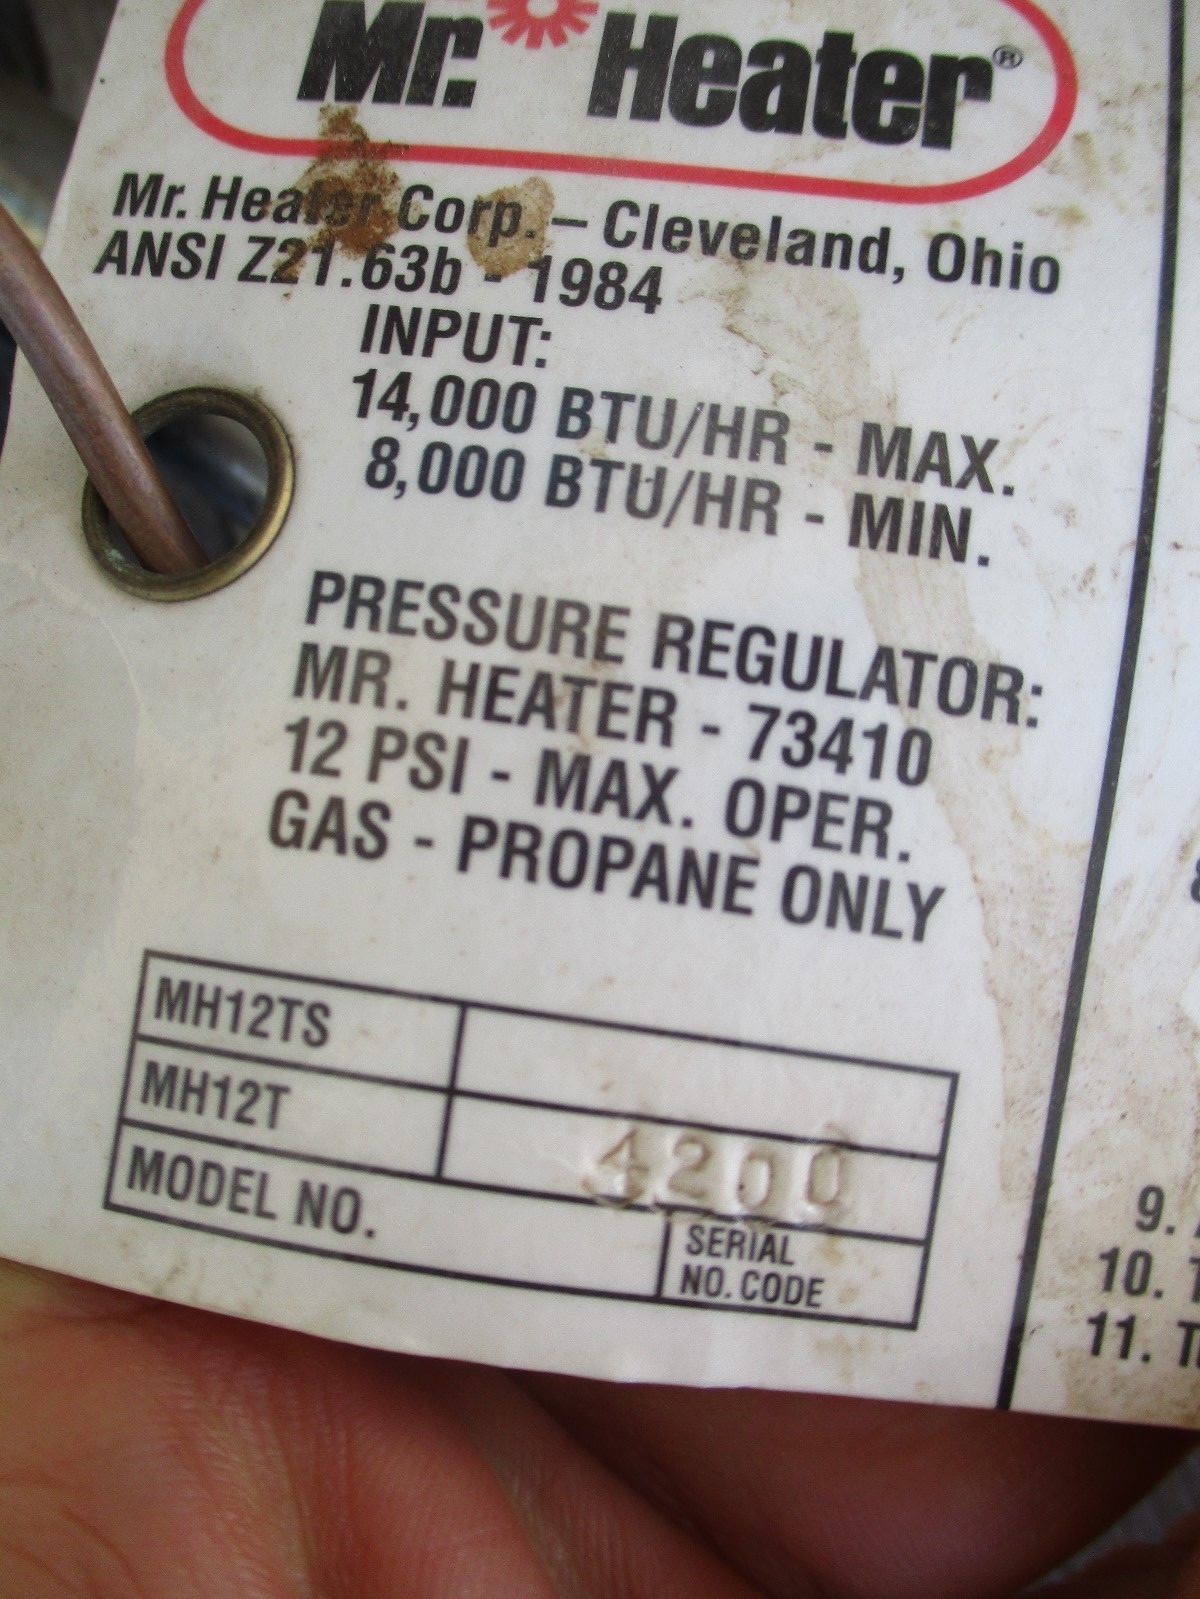 Mr. Heater®
Mr. Heater Corp. – Cleveland, Ohio
ANSI Z21.63b - 1984
INPUT:
14,000 BTU/HR - MAX.
8,000 BTU/HR - MIN.
PRESSURE REGULATOR:
MR. HEATER - 73410
12 PSI - MAX. OPER.
GAS - PROPANE ONLY
MH12TS
MH12T 4200
MODEL NO. SERIAL
NO. CODE
9.
10.
11.